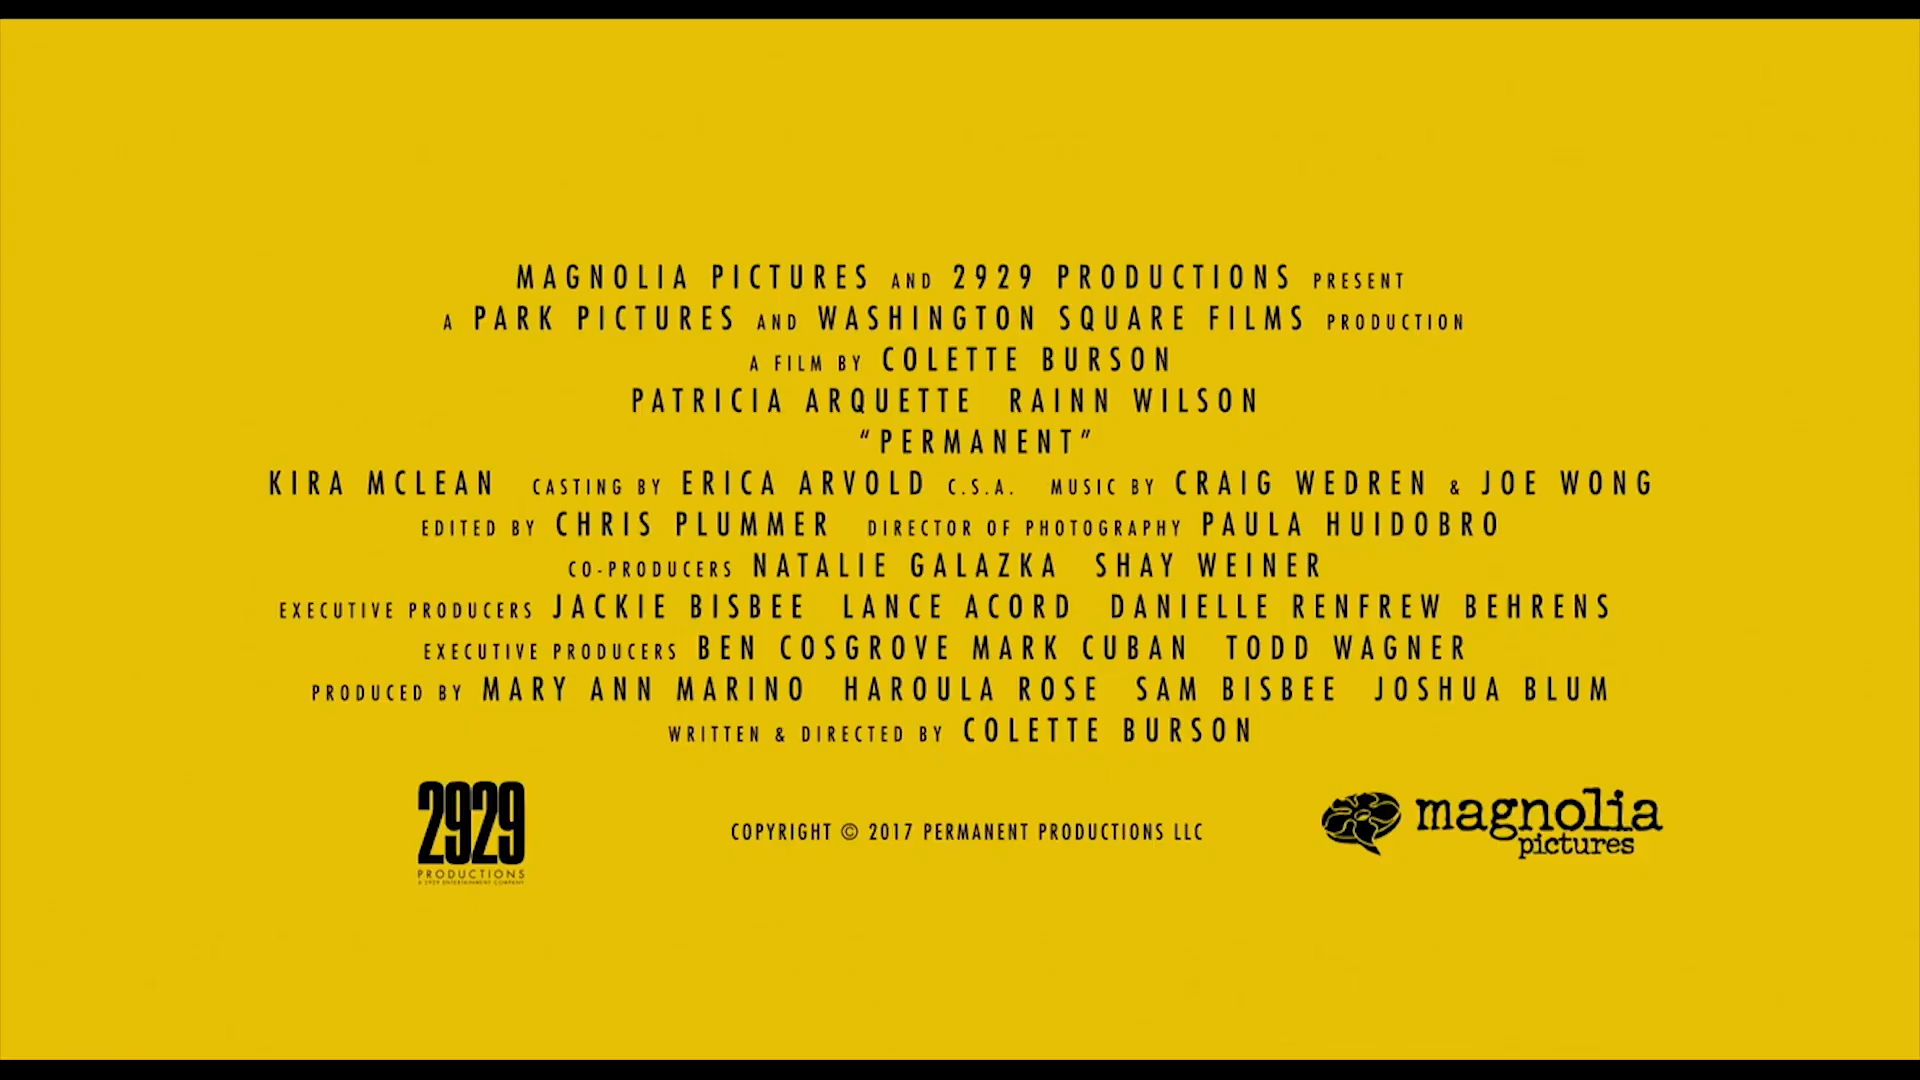 MAGNOLIA PICTURES AND 2929 PRODUCTIONS PRESENT
A PARK PICTURES AND WASHINGTON SQUARE FILMS PRODUCTION
A FILM BY COLETTE BURSON
PATRICIA ARQUETTE RAINN WILSON
“PERMANENT”
KIRA MCLEAN CASTING BY ERICA ARVOLD C.S.A. MUSIC BY CRAIG WEDREN & JOE WONG
EDITED BY CHRIS PLUMMER DIRECTOR OF PHOTOGRAPHY PAULA HUIDOBRO
CO-PRODUCERS NATALIE GALAZKA SHAY WEINER
EXECUTIVE PRODUCERS JACKIE BISBEE LANCE ACORD DANIELLE RENFREW BEHRENS
EXECUTIVE PRODUCERS BEN COSGROVE MARK CUBAN TODD WAGNER
PRODUCED BY MARY ANN MARINO HAROULA ROSE SAM BISBEE JOSHUA BLUM
WRITTEN & DIRECTED BY COLETTE BURSON
2929
PRODUCTIONS
A 2929 ENTERTAINMENT COMPANY
COPYRIGHT © 2017 PERMANENT PRODUCTIONS LLC
magnolia
pictures